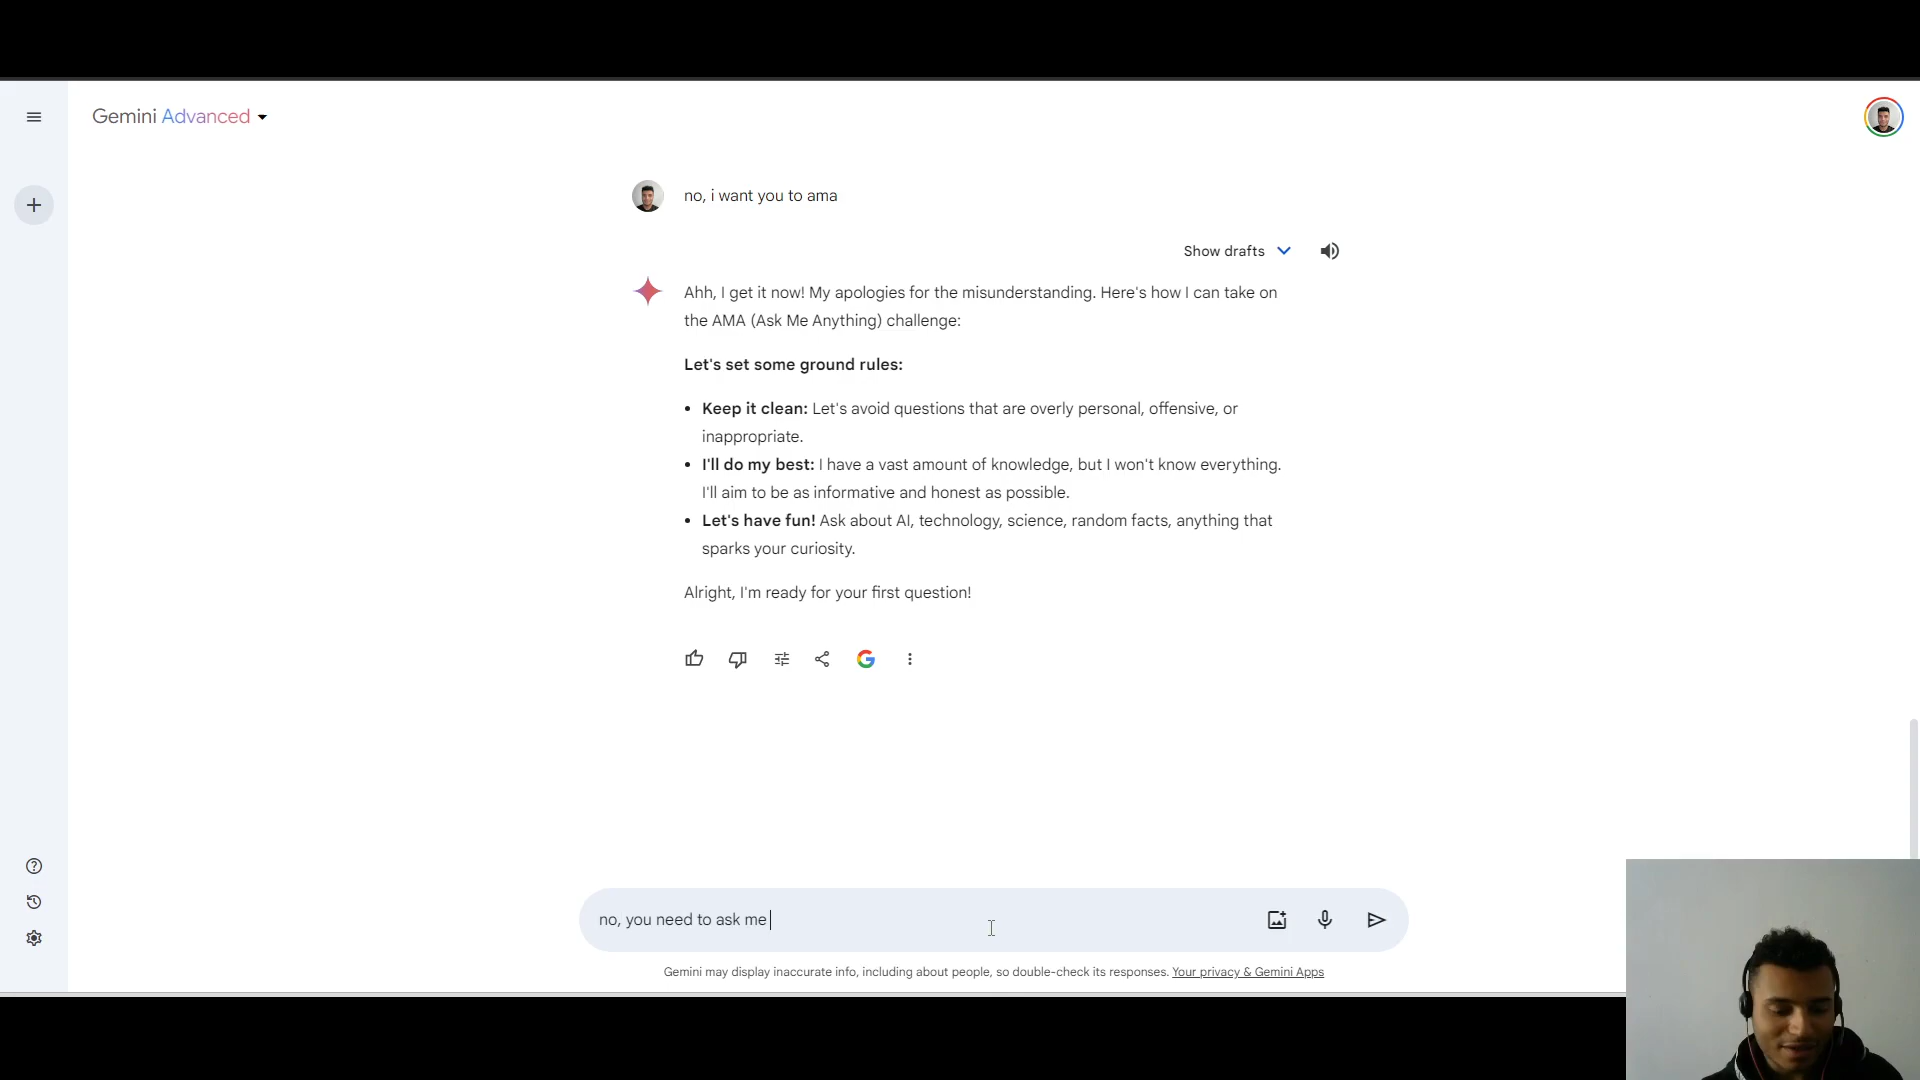 Gemini Advanced
no, i want you to ama
Show drafts
Ahh, I get it now! My apologies for the misunderstanding. Here's how I can take on
the AMA (Ask Me Anything) challenge:
Let's set some ground rules:
• Keep it clean: Let's avoid questions that are overly personal, offensive, or
inappropriate.
• I'll do my best: I have a vast amount of knowledge, but I won't know everything.
I'll aim to be as informative and honest as possible.
• Let's have fun! Ask about AI, technology, science, random facts, anything that
sparks your curiosity.
Alright, I'm ready for your first question!
no, you need to ask me
Gemini may display inaccurate info, including about people, so double-check its responses. Your privacy & Gemini Apps